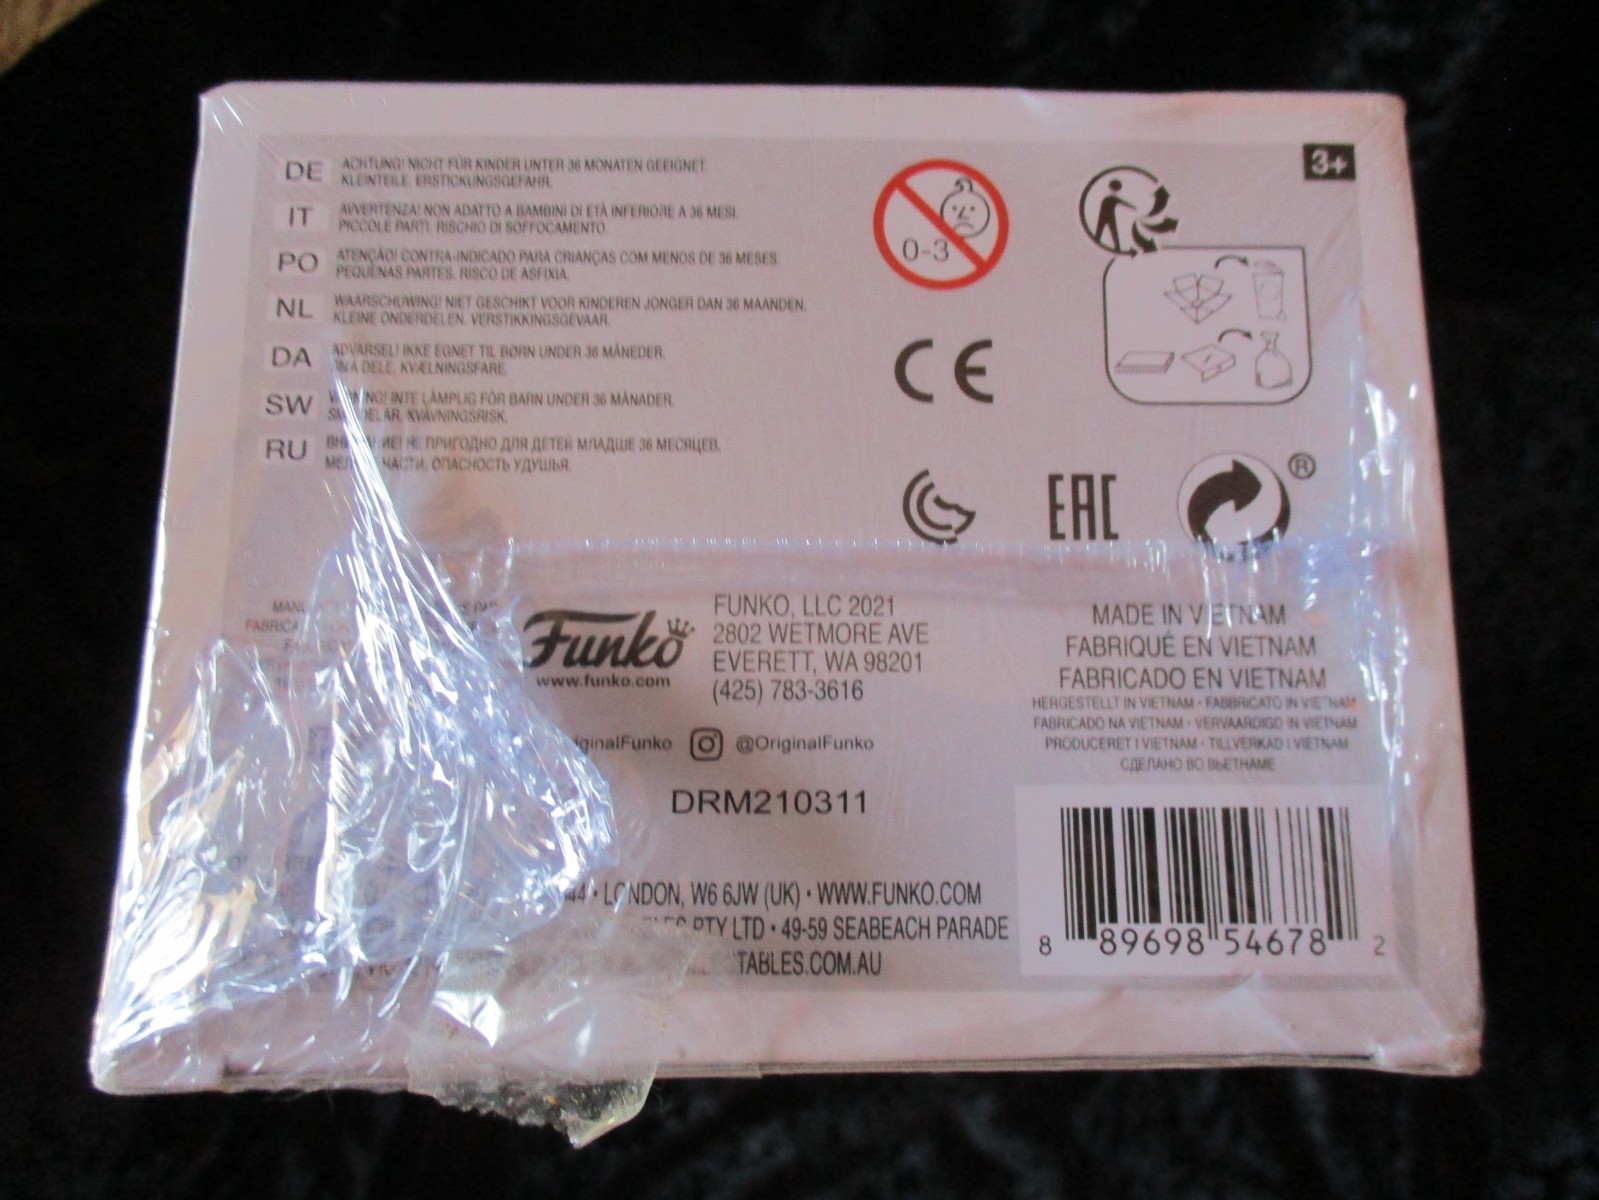 3+
DE ACHTUNG! NICHT FÜR KINDER UNTER 36 MONATEN GEEIGNET.
KLEINTEILE. ERSTICKUNGSGEFAHR.
IT AVVERTENZA! NON ADATTO A BAMBINI DI ETÀ INFERIORE A 36 MESI.
PICCOLE PARTI. RISCHIO DI SOFFOCAMENTO.
PO ATENÇÃO! CONTRA-INDICADO PARA CRIANÇAS COM MENOS DE 36 MESES.
PEQUENAS PARTES. RISCO DE ASFIXIA.
NL WAARSCHUWING! NIET GESCHIKT VOOR KINDEREN JONGER DAN 36 MAANDEN.
KLEINE ONDERDELEN. VERSTIKKINGSGEVAAR.
DA ADVARSEL! IKKE EGNET TIL BØRN UNDER 36 MÅNEDER.
DELE. KVÆLNINGSFARE.
SW INTE LÄMPLIG FÖR BARN UNDER 36 MÅNADER.
KVÄVNINGSRISK.
RU НЕ ПРИГОДНО ДЛЯ ДЕТЕЙ МЛАДШЕ 36 МЕСЯЦЕВ.
ЧАСТИ. ОПАСНОСТЬ УДУШЬЯ.
0-3
CE
EAC
®
Funko
www.funko.com
FUNKO, LLC 2021
2802 WETMORE AVE
EVERETT, WA 98201
(425) 783-3616
@OriginalFunko
DRM210311
MADE IN VIETNAM
FABRIQUÉ EN VIETNAM
FABRICADO EN VIETNAM
HERGESTELLT IN VIETNAM • FABBRICATO IN VIETNAM
FABRICADO NA VIETNAM • VERVAARDIGD IN VIETNAM
PRODUCERET I VIETNAM • TILLVERKAD I VIETNAM
СДЕЛАНО ВО ВЬЕТНАМЕ
• LONDON, W6 6JW (UK) • WWW.FUNKO.COM
PTY LTD • 49-59 SEABEACH PARADE
TABLES.COM.AU
8 89698 54678 2